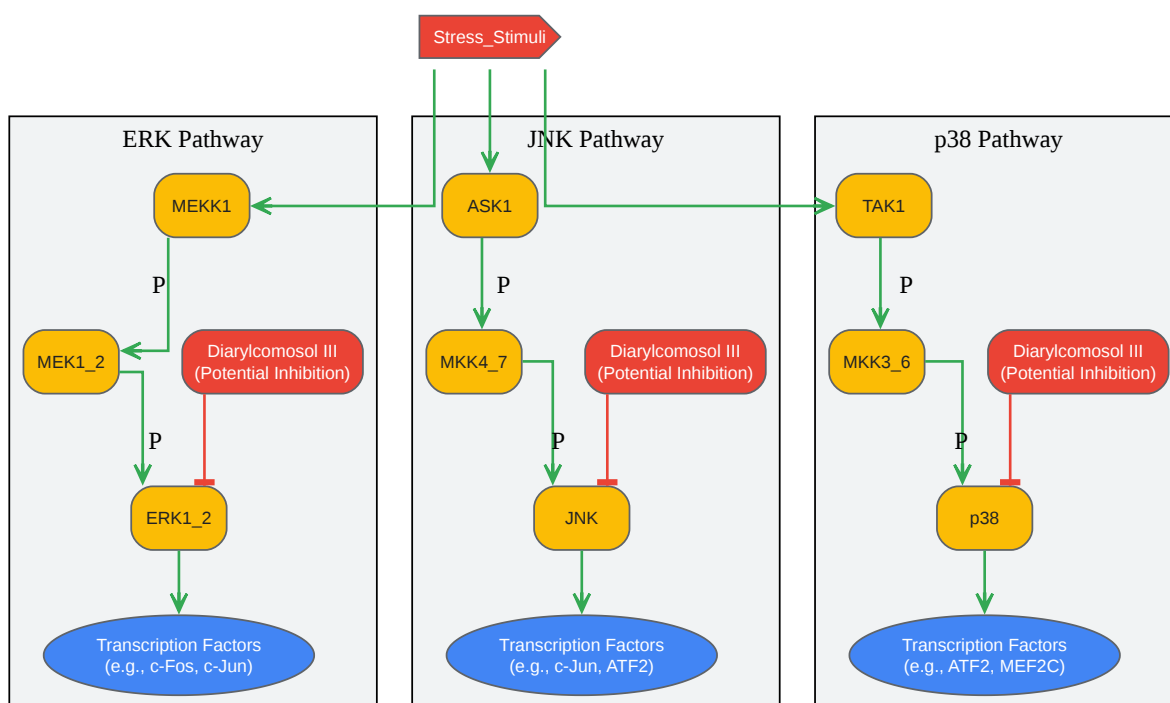 Stress_Stimuli
ERK Pathway
MEKK1
P
MEK1_2
Diarylcomosol III
(Potential Inhibition)
P
ERK1_2
Transcription Factors
(e.g., c-Fos, c-Jun)
JNK Pathway
ASK1
P
MKK4_7
Diarylcomosol III
(Potential Inhibition)
P
JNK
Transcription Factors
(e.g., c-Jun, ATF2)
p38 Pathway
TAK1
P
MKK3_6
Diarylcomosol III
(Potential Inhibition)
P
p38
Transcription Factors
(e.g., ATF2, MEF2C)